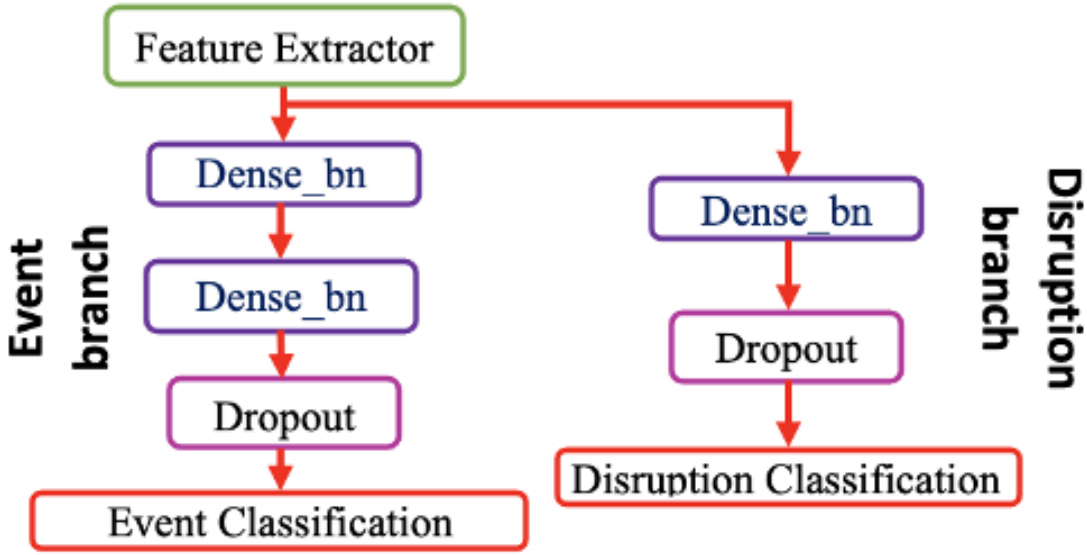 Feature Extractor
Event
branch
Dense_bn
Dense_bn
Dropout
Event Classification
Dense_bn
Dropout
Disruption Classification
Disruption
branch